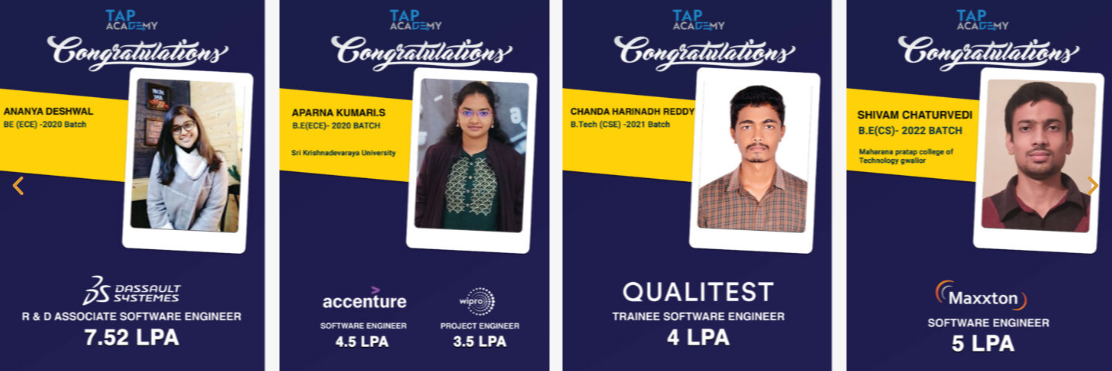 TAP
ACADEMY
Congratulations
ANANYA DESHWAL
BE (ECE) -2020 Batch
DASSAULT
SYSTEMES
R & D ASSOCIATE SOFTWARE ENGINEER
7.52 LPA
TAP
ACADEMY
Congratulations
APARNA KUMARI.S
B.E(ECE)- 2020 BATCH
Sri Krishnadevaraya University
accenture
SOFTWARE ENGINEER
4.5 LPA
wipro
PROJECT ENGINEER
3.5 LPA
TAP
ACADEMY
Congratulations
CHANDA HARINADH REDDY
B.Tech (CSE) -2021 Batch
QUALITEST
TRAINEE SOFTWARE ENGINEER
4 LPA
TAP
ACADEMY
Congratulations
SHIVAM CHATURVEDI
B.E(CS)- 2022 BATCH
Maharana pratap college of
Technology gwalior
Maxxton
SOFTWARE ENGINEER
5 LPA